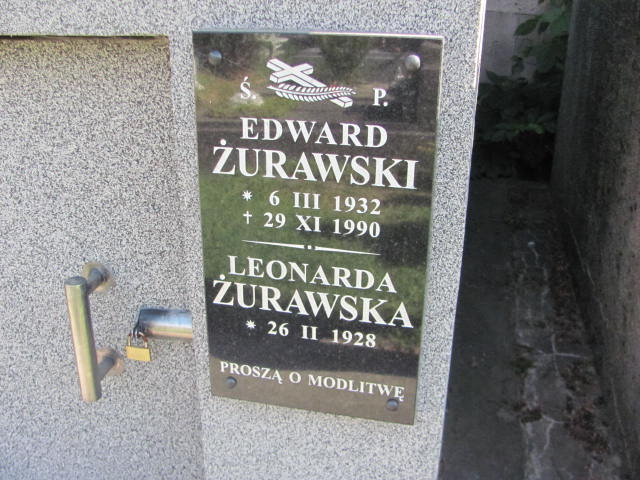 Ś. P.
EDWARD
ŻURAWSKI
* 6 III 1932
† 29 XI 1990
LEONARDA
ŻURAWSKA
* 26 II 1928
PROSZĄ O MODLITWĘ